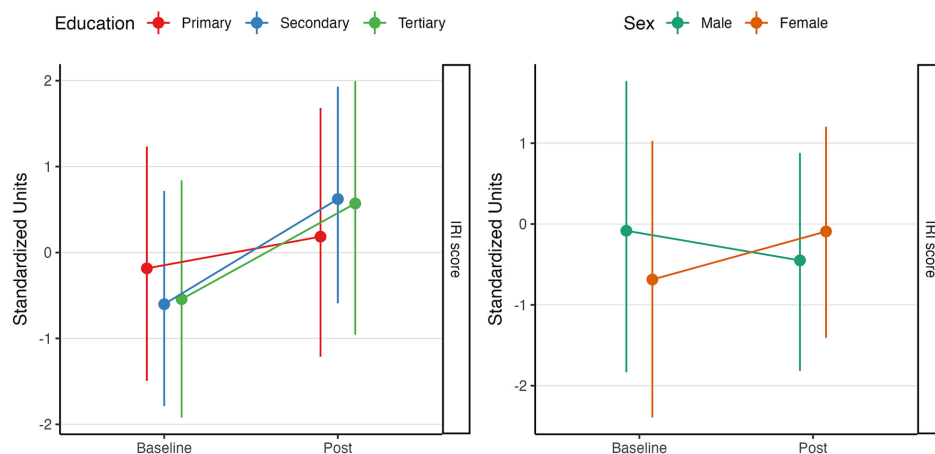 Education Primary Secondary Tertiary
Standardized Units
2
1
0
-1
-2
Baseline Post
IRI score
Sex Male Female
Standardized Units
1
0
-1
-2
Baseline Post
IRI score